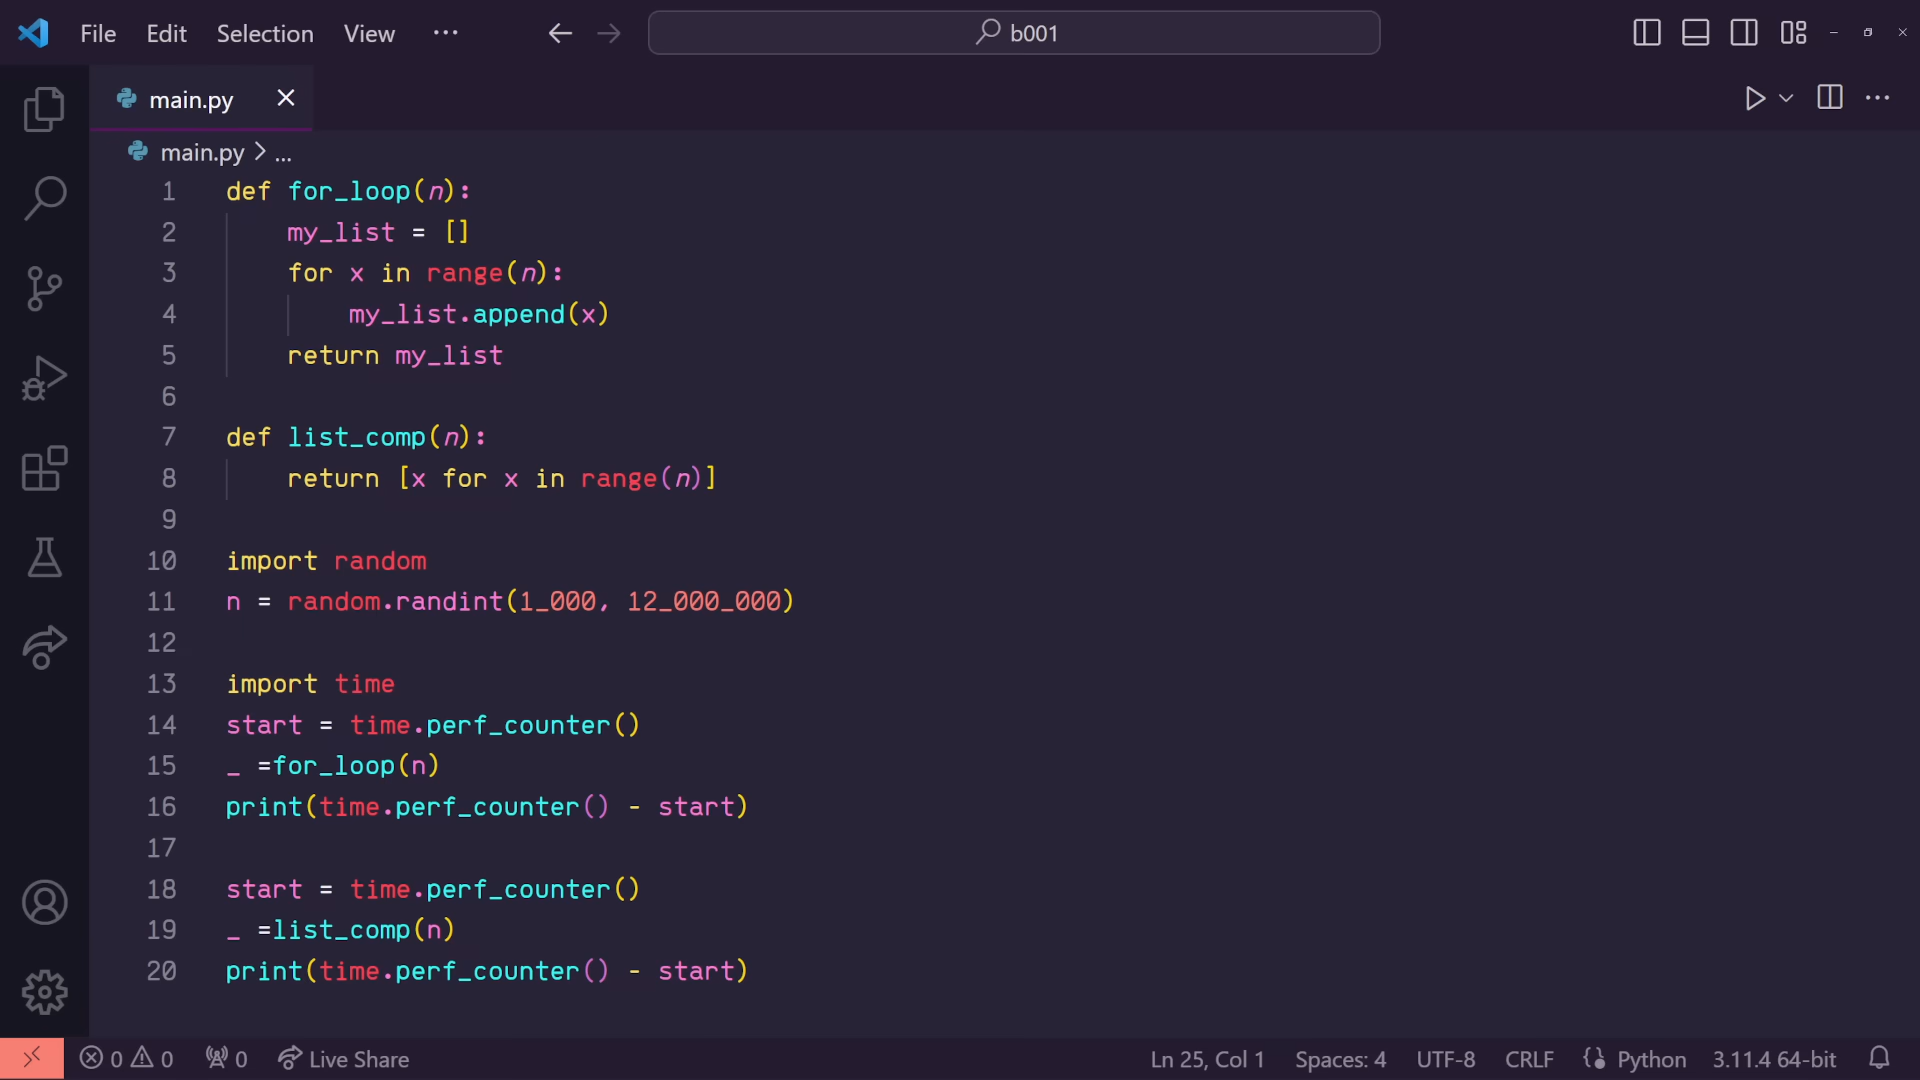 File Edit Selection View ... b001
main.py
main.py > ...
1 def for_loop(n):
2     my_list = []
3     for x in range(n):
4         my_list.append(x)
5     return my_list
6
7 def list_comp(n):
8     return [x for x in range(n)]
9
10 import random
11 n = random.randint(1_000, 12_000_000)
12
13 import time
14 start = time.perf_counter()
15 _ =for_loop(n)
16 print(time.perf_counter() - start)
17
18 start = time.perf_counter()
19 _ =list_comp(n)
20 print(time.perf_counter() - start)
0 0 0 Live Share Ln 25, Col 1 Spaces: 4 UTF-8 CRLF Python 3.11.4 64-bit